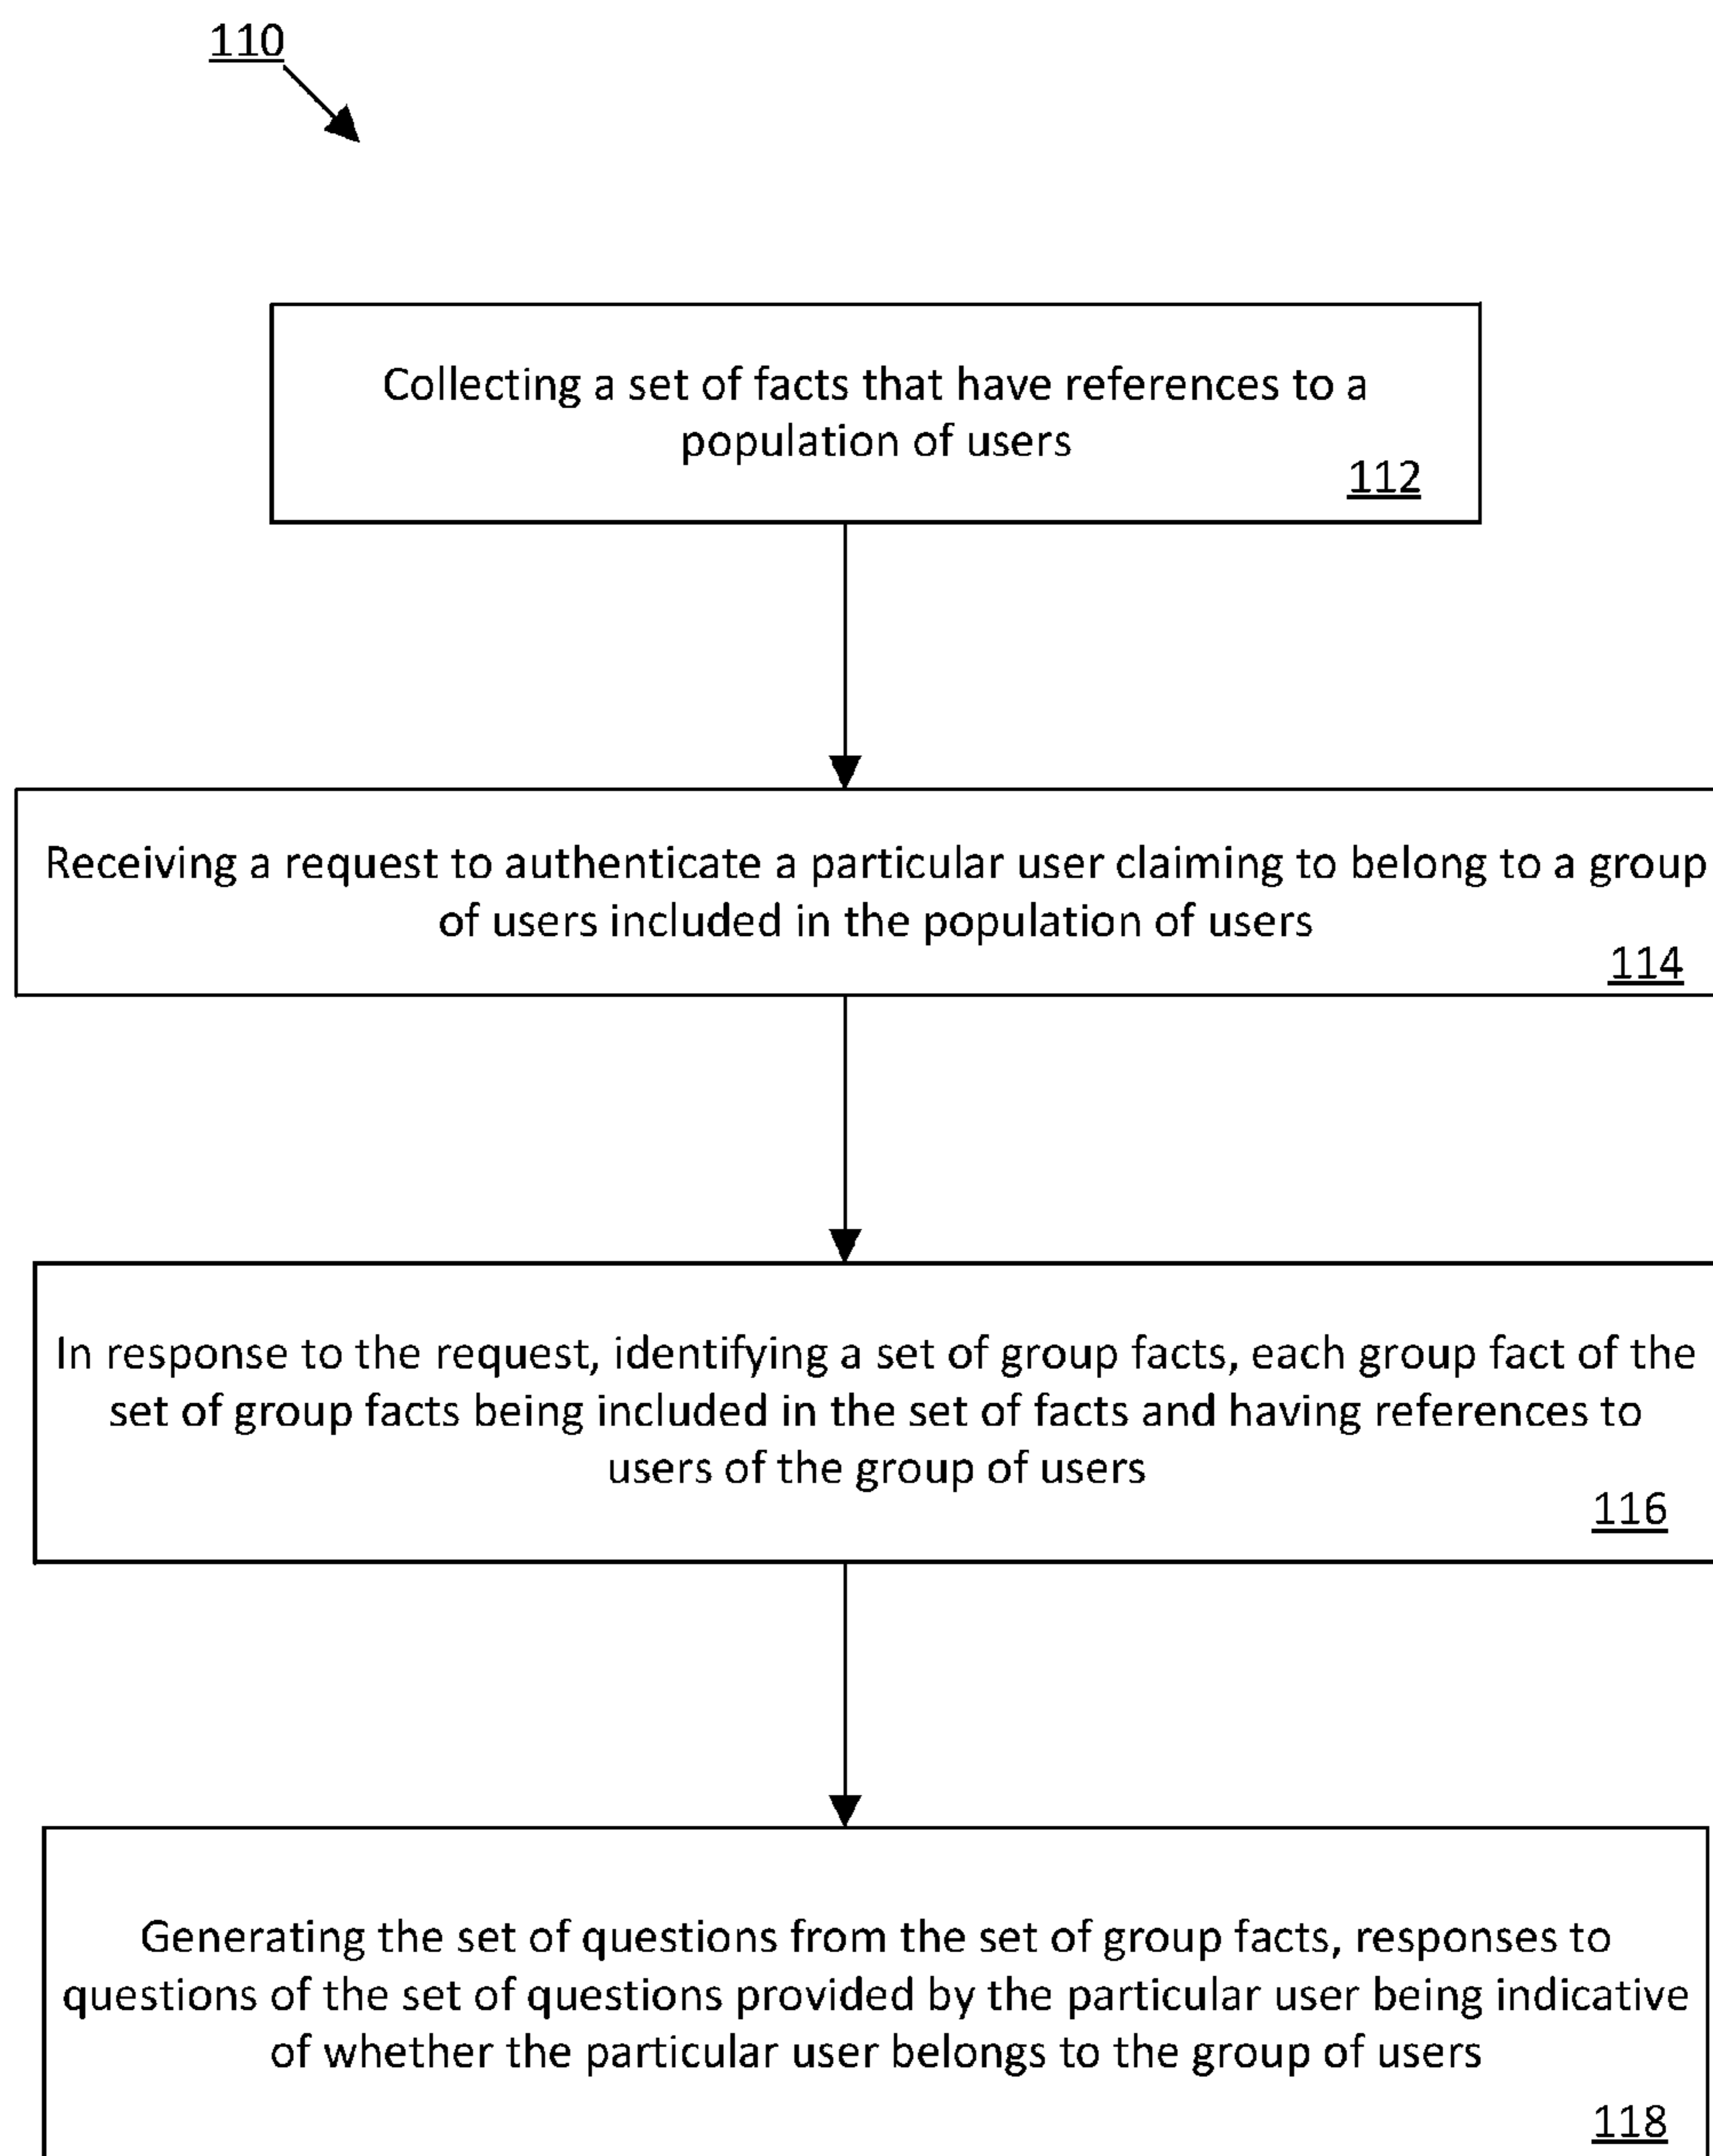 110
Collecting a set of facts that have references to a
population of users
112
Receiving a request to authenticate a particular user claiming to belong to a group
of users included in the population of users
114
In response to the request, identifying a set of group facts, each group fact of the
set of group facts being included in the set of facts and having references to
users of the group of users
116
Generating the set of questions from the set of group facts, responses to
questions of the set of questions provided by the particular user being indicative
of whether the particular user belongs to the group of users
118